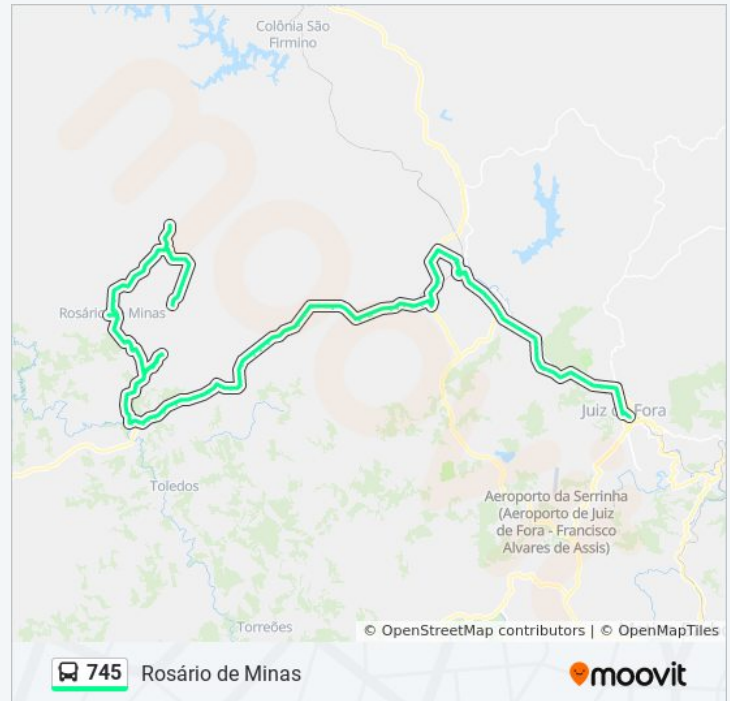 Colônia São
Firmino
Rosário de Minas
Juiz de Fora
Toledos
Aeroporto da Serrinha
(Aeroporto de Juiz
de Fora - Francisco
Alvares de Assis)
Torreões
© OpenStreetMap contributors | © OpenMapTiles
745 Rosário de Minas
moovit